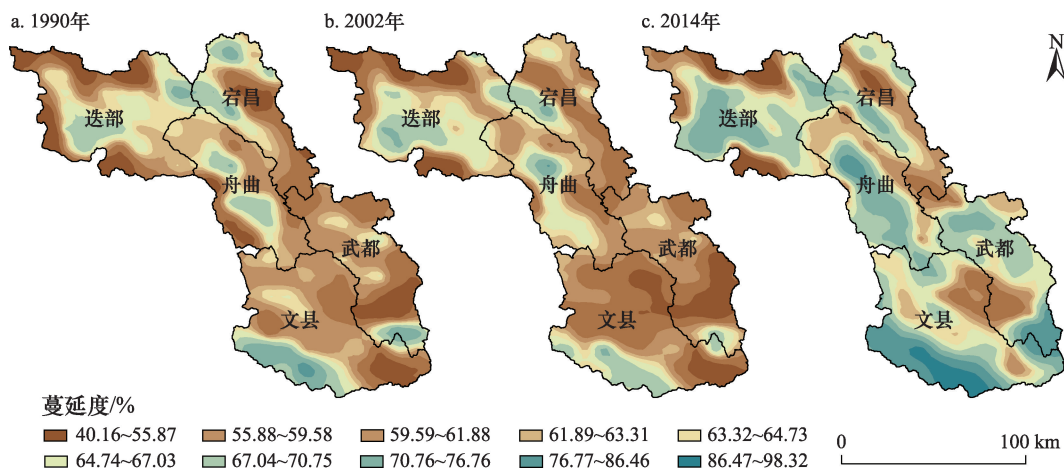 a. 1990年
b. 2002年
c. 2014年
N
迭部
宕昌
舟曲
武都
文县
迭部
宕昌
舟曲
武都
文县
迭部
宕昌
舟曲
武都
文县
蔓延度/%
40.16~55.87
55.88~59.58
59.59~61.88
61.89~63.31
63.32~64.73
64.74~67.03
67.04~70.75
70.76~76.76
76.77~86.46
86.47~98.32
0
100 km